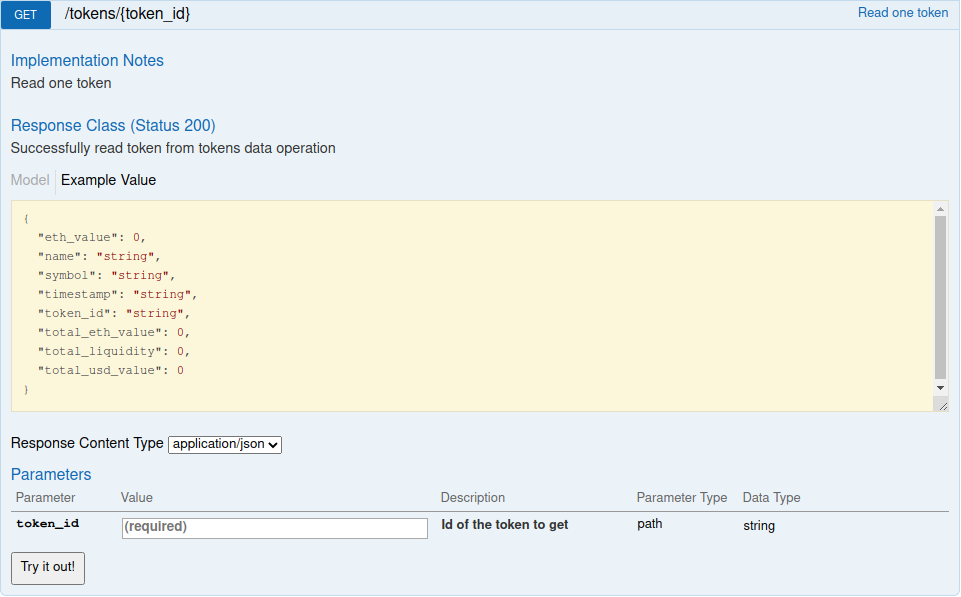 GET /tokens/{token_id} Read one token
Implementation Notes
Read one token
Response Class (Status 200)
Successfully read token from tokens data operation
Model Example Value
{
"eth_value": 0,
"name": "string",
"symbol": "string",
"timestamp": "string",
"token_id": "string",
"total_eth_value": 0,
"total_liquidity": 0,
"total_usd_value": 0
}
Response Content Type application/json
Parameters
Parameter Value Description Parameter Type Data Type
token_id (required) Id of the token to get path string
Try it out!